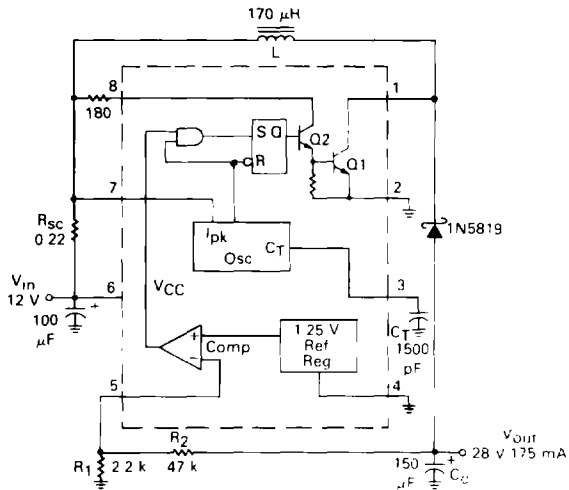 170 μH
L
8
1
180
S Q
R
Q2
Q1
7
2
RSC
0 22
Ipk
Osc
CT
1N5819
Vin
12 V
6
VCC
3
100
μF
CT
1500
pF
Comp
+
−
1 25 V
Ref
Reg
5
4
R2
47 k
R1
2 2 k
Vout
28 V 175 mA
150
μF
CO
+